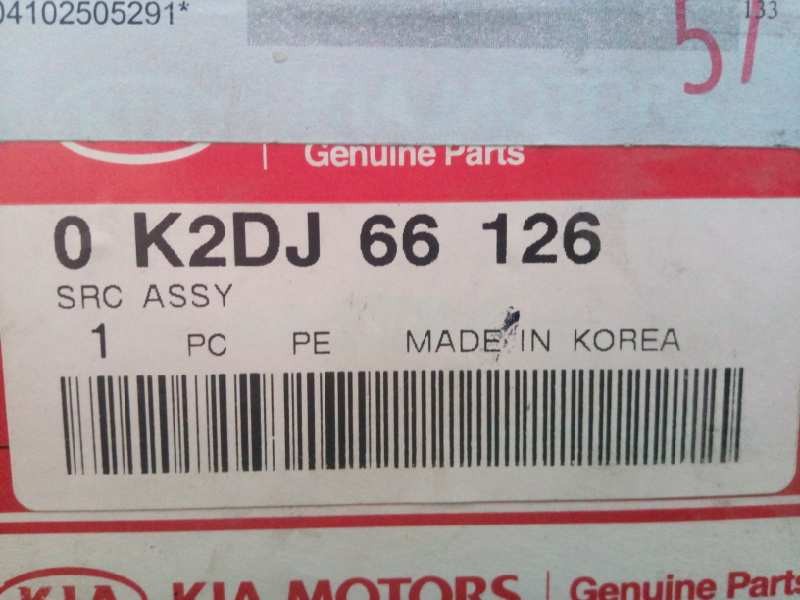 04102505291*
133
57
Genuine Parts
0 K2DJ 66 126
SRC ASSY
1 PC PE MADE IN KOREA
KIA KIA MOTORS Genuine Parts